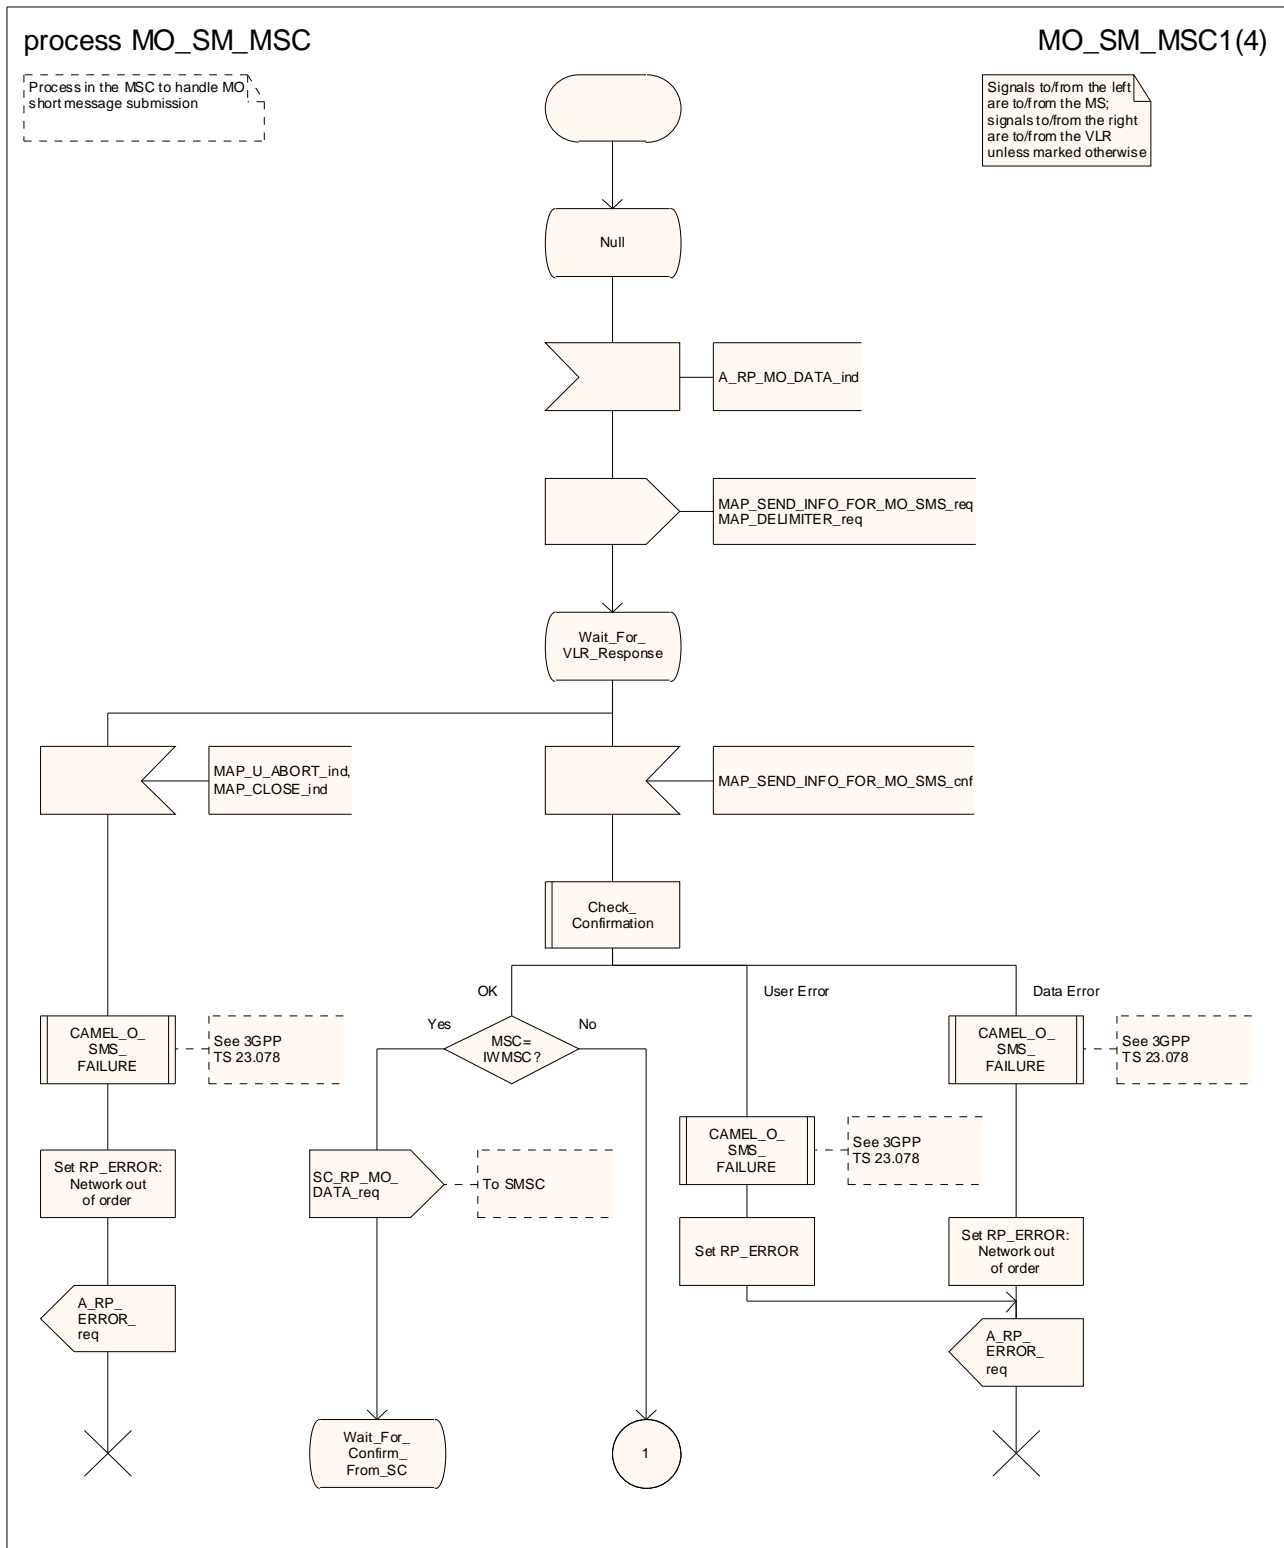 process MO_SM_MSC
MO_SM_MSC1(4)
Process in the MSC to handle MO
short message submission
Signals to/from the left
are to/from the MS;
signals to/from the right
are to/from the VLR
unless marked otherwise
Null
A_RP_MO_DATA_ind
MAP_SEND_INFO_FOR_MO_SMS_req
MAP_DELIMITER_req
Wait_For_
VLR_Response
MAP_U_ABORT_ind,
MAP_CLOSE_ind
MAP_SEND_INFO_FOR_MO_SMS_cnf
Check_
Confirmation
OK
User Error
Data Error
Yes
No
MSC=
IWMSC?
CAMEL_O_
SMS_
FAILURE
See 3GPP
TS 23.078
CAMEL_O_
SMS_
FAILURE
See 3GPP
TS 23.078
CAMEL_O_
SMS_
FAILURE
See 3GPP
TS 23.078
Set RP_ERROR:
Network out
of order
SC_RP_MO_
DATA_req
To SMSC
Set RP_ERROR
Set RP_ERROR:
Network out
of order
A_RP_
ERROR_
req
A_RP_
ERROR_
req
Wait_For_
Confirm_
From_SC
1